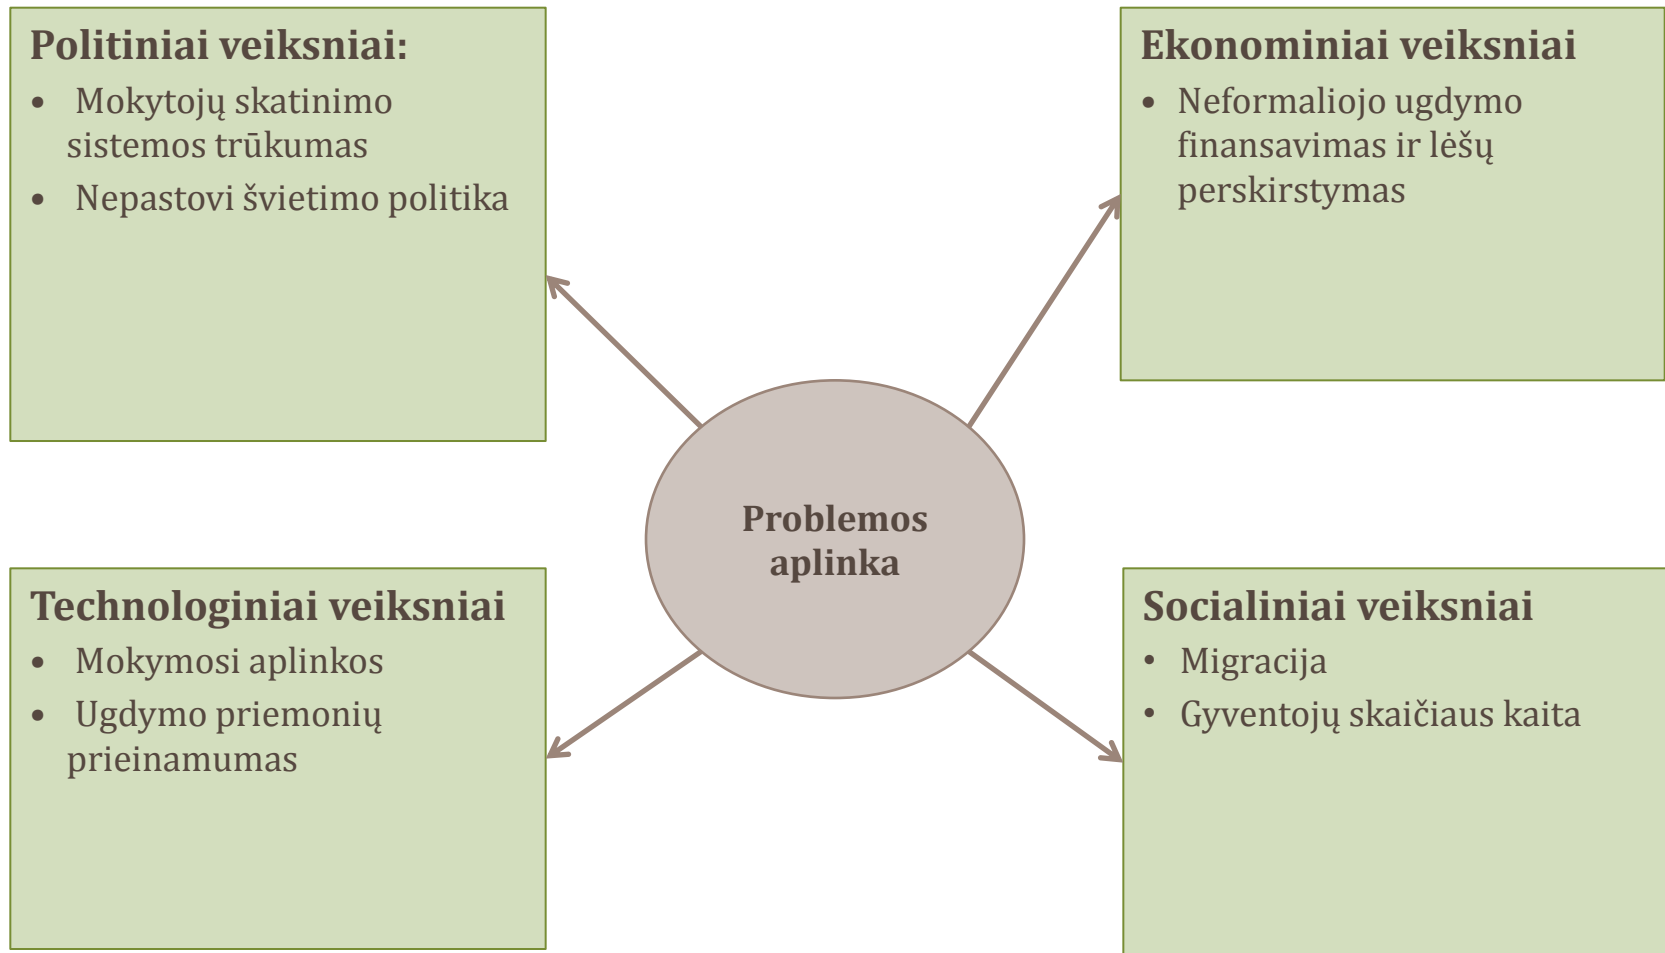 Politiniai veiksniai:
• Mokytojų skatinimo
sistemos trūkumas
• Nepastovi švietimo politika
Ekonominiai veiksniai
• Neformaliojo ugdymo
finansavimas ir lėšų
perskirstymas
Problemos
aplinka
Technologiniai veiksniai
• Mokymosi aplinkos
• Ugdymo priemonių
prieinamumas
Socialiniai veiksniai
• Migracija
• Gyventojų skaičiaus kaita